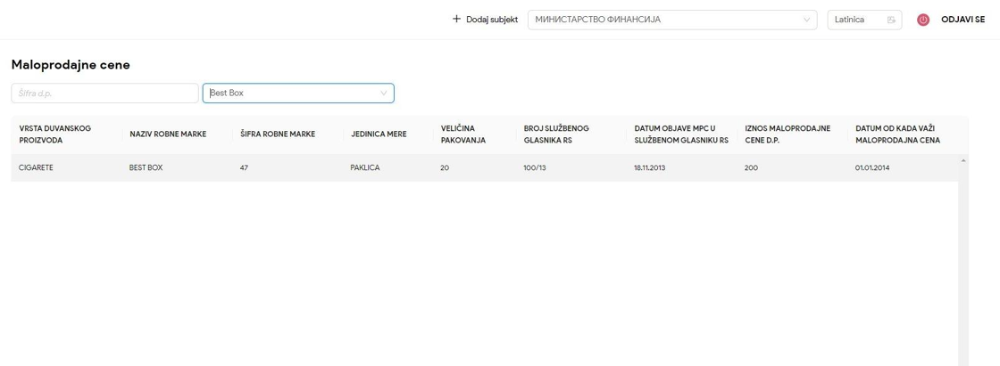 Dodaj subjekt
МИНИСТАРСТВО ФИНАНСИЈА
Latinica
ODJAVI SE
Maloprodajne cene
Šifra d.p.
Best Box
VRSTA DUVANSKOG
PROIZVODA
NAZIV ROBNE MARKE
ŠIFRA ROBNE MARKE
JEDINICA MERE
VELIČINA
PAKOVANJA
BROJ SLUŽBENOG
GLASNIKA RS
DATUM OBJAVE MPC U
SLUŽBENOM GLASNIKU RS
IZNOS MALOPRODAJNE
CENE D.P.
DATUM OD KADA VAŽI
MALOPRODAJNA CENA
CIGARETE
BEST BOX
47
PAKLICA
20
100/13
18.11.2013
200
01.01.2014